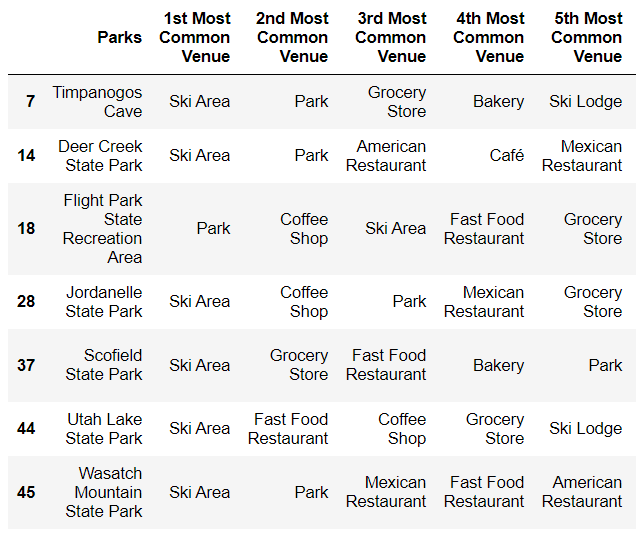 Parks 1st Most Common Venue 2nd Most Common Venue 3rd Most Common Venue 4th Most Common Venue 5th Most Common Venue
7 Timpanogos Cave Ski Area Park Grocery Store Bakery Ski Lodge
14 Deer Creek State Park Ski Area Park American Restaurant Café Mexican Restaurant
18 Flight Park State Recreation Area Park Coffee Shop Ski Area Fast Food Restaurant Grocery Store
28 Jordanelle State Park Ski Area Coffee Shop Park Mexican Restaurant Grocery Store
37 Scofield State Park Ski Area Grocery Store Fast Food Restaurant Bakery Park
44 Utah Lake State Park Ski Area Fast Food Restaurant Coffee Shop Grocery Store Ski Lodge
45 Wasatch Mountain State Park Ski Area Park Mexican Restaurant Fast Food Restaurant American Restaurant